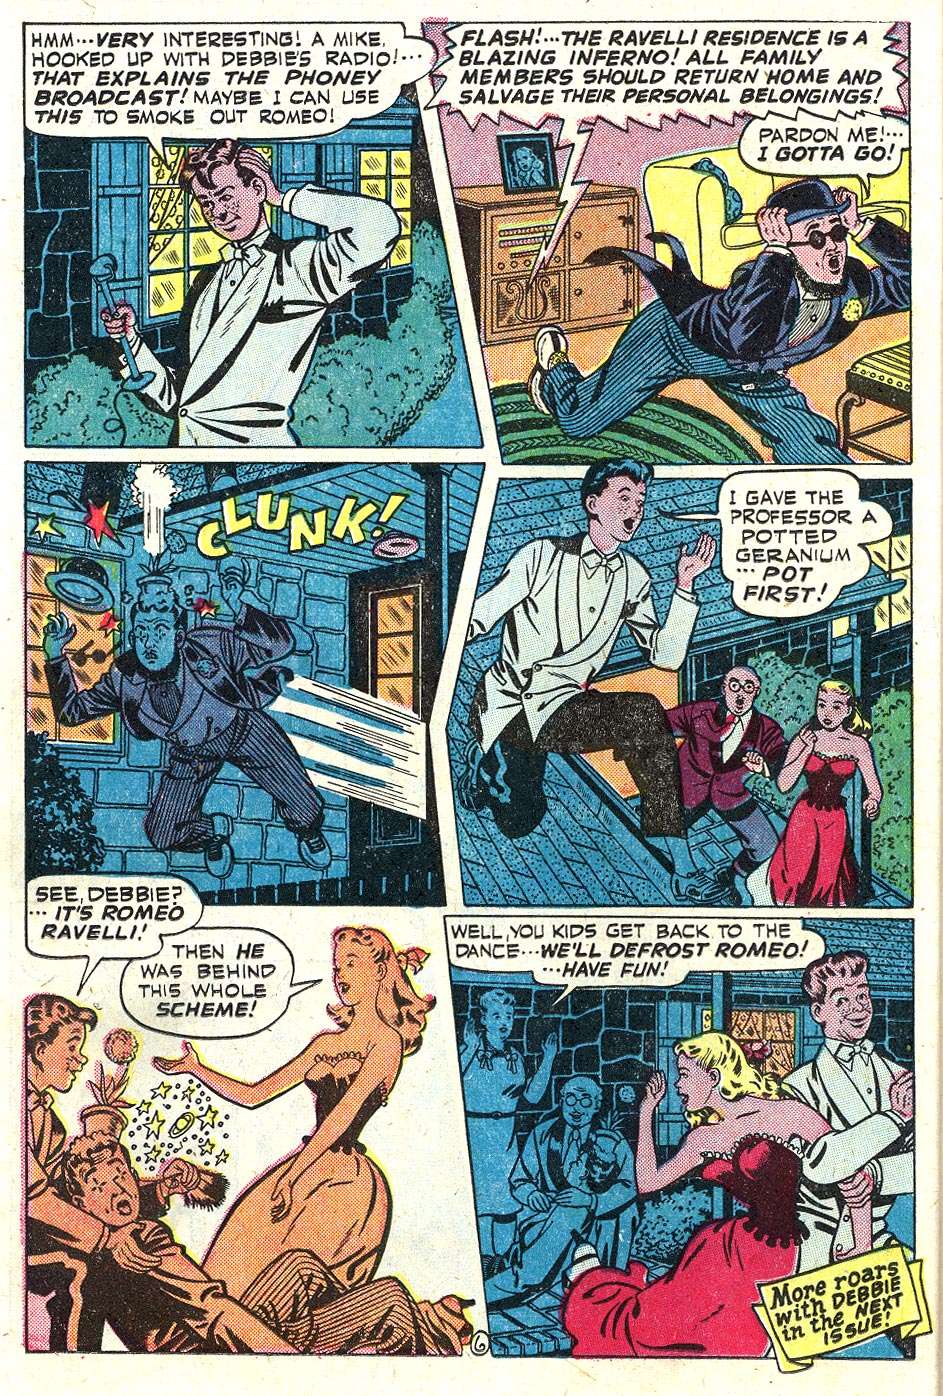 HMM...VERY INTERESTING! A MIKE,
HOOKED UP WITH DEBBIE'S RADIO!...
THAT EXPLAINS THE PHONEY
BROADCAST! MAYBE I CAN USE
THIS TO SMOKE OUT ROMEO!
FLASH!...THE RAVELLI RESIDENCE IS A
BLAZING INFERNO! ALL FAMILY
MEMBERS SHOULD RETURN HOME AND
SALVAGE THEIR PERSONAL BELONGINGS!
PARDON ME!...
I GOTTA GO!
CLUNK!
I GAVE THE
PROFESSOR A
POTTED
GERANIUM
...POT
FIRST!
SEE, DEBBIE?
...IT'S ROMEO
RAVELLI!
THEN HE
WAS BEHIND
THIS WHOLE
SCHEME!
WELL, YOU KIDS GET BACK TO THE
DANCE...WE'LL DEFROST ROMEO!
...HAVE FUN!
More roars
with DEBBIE
in the NEXT
ISSUE!
6